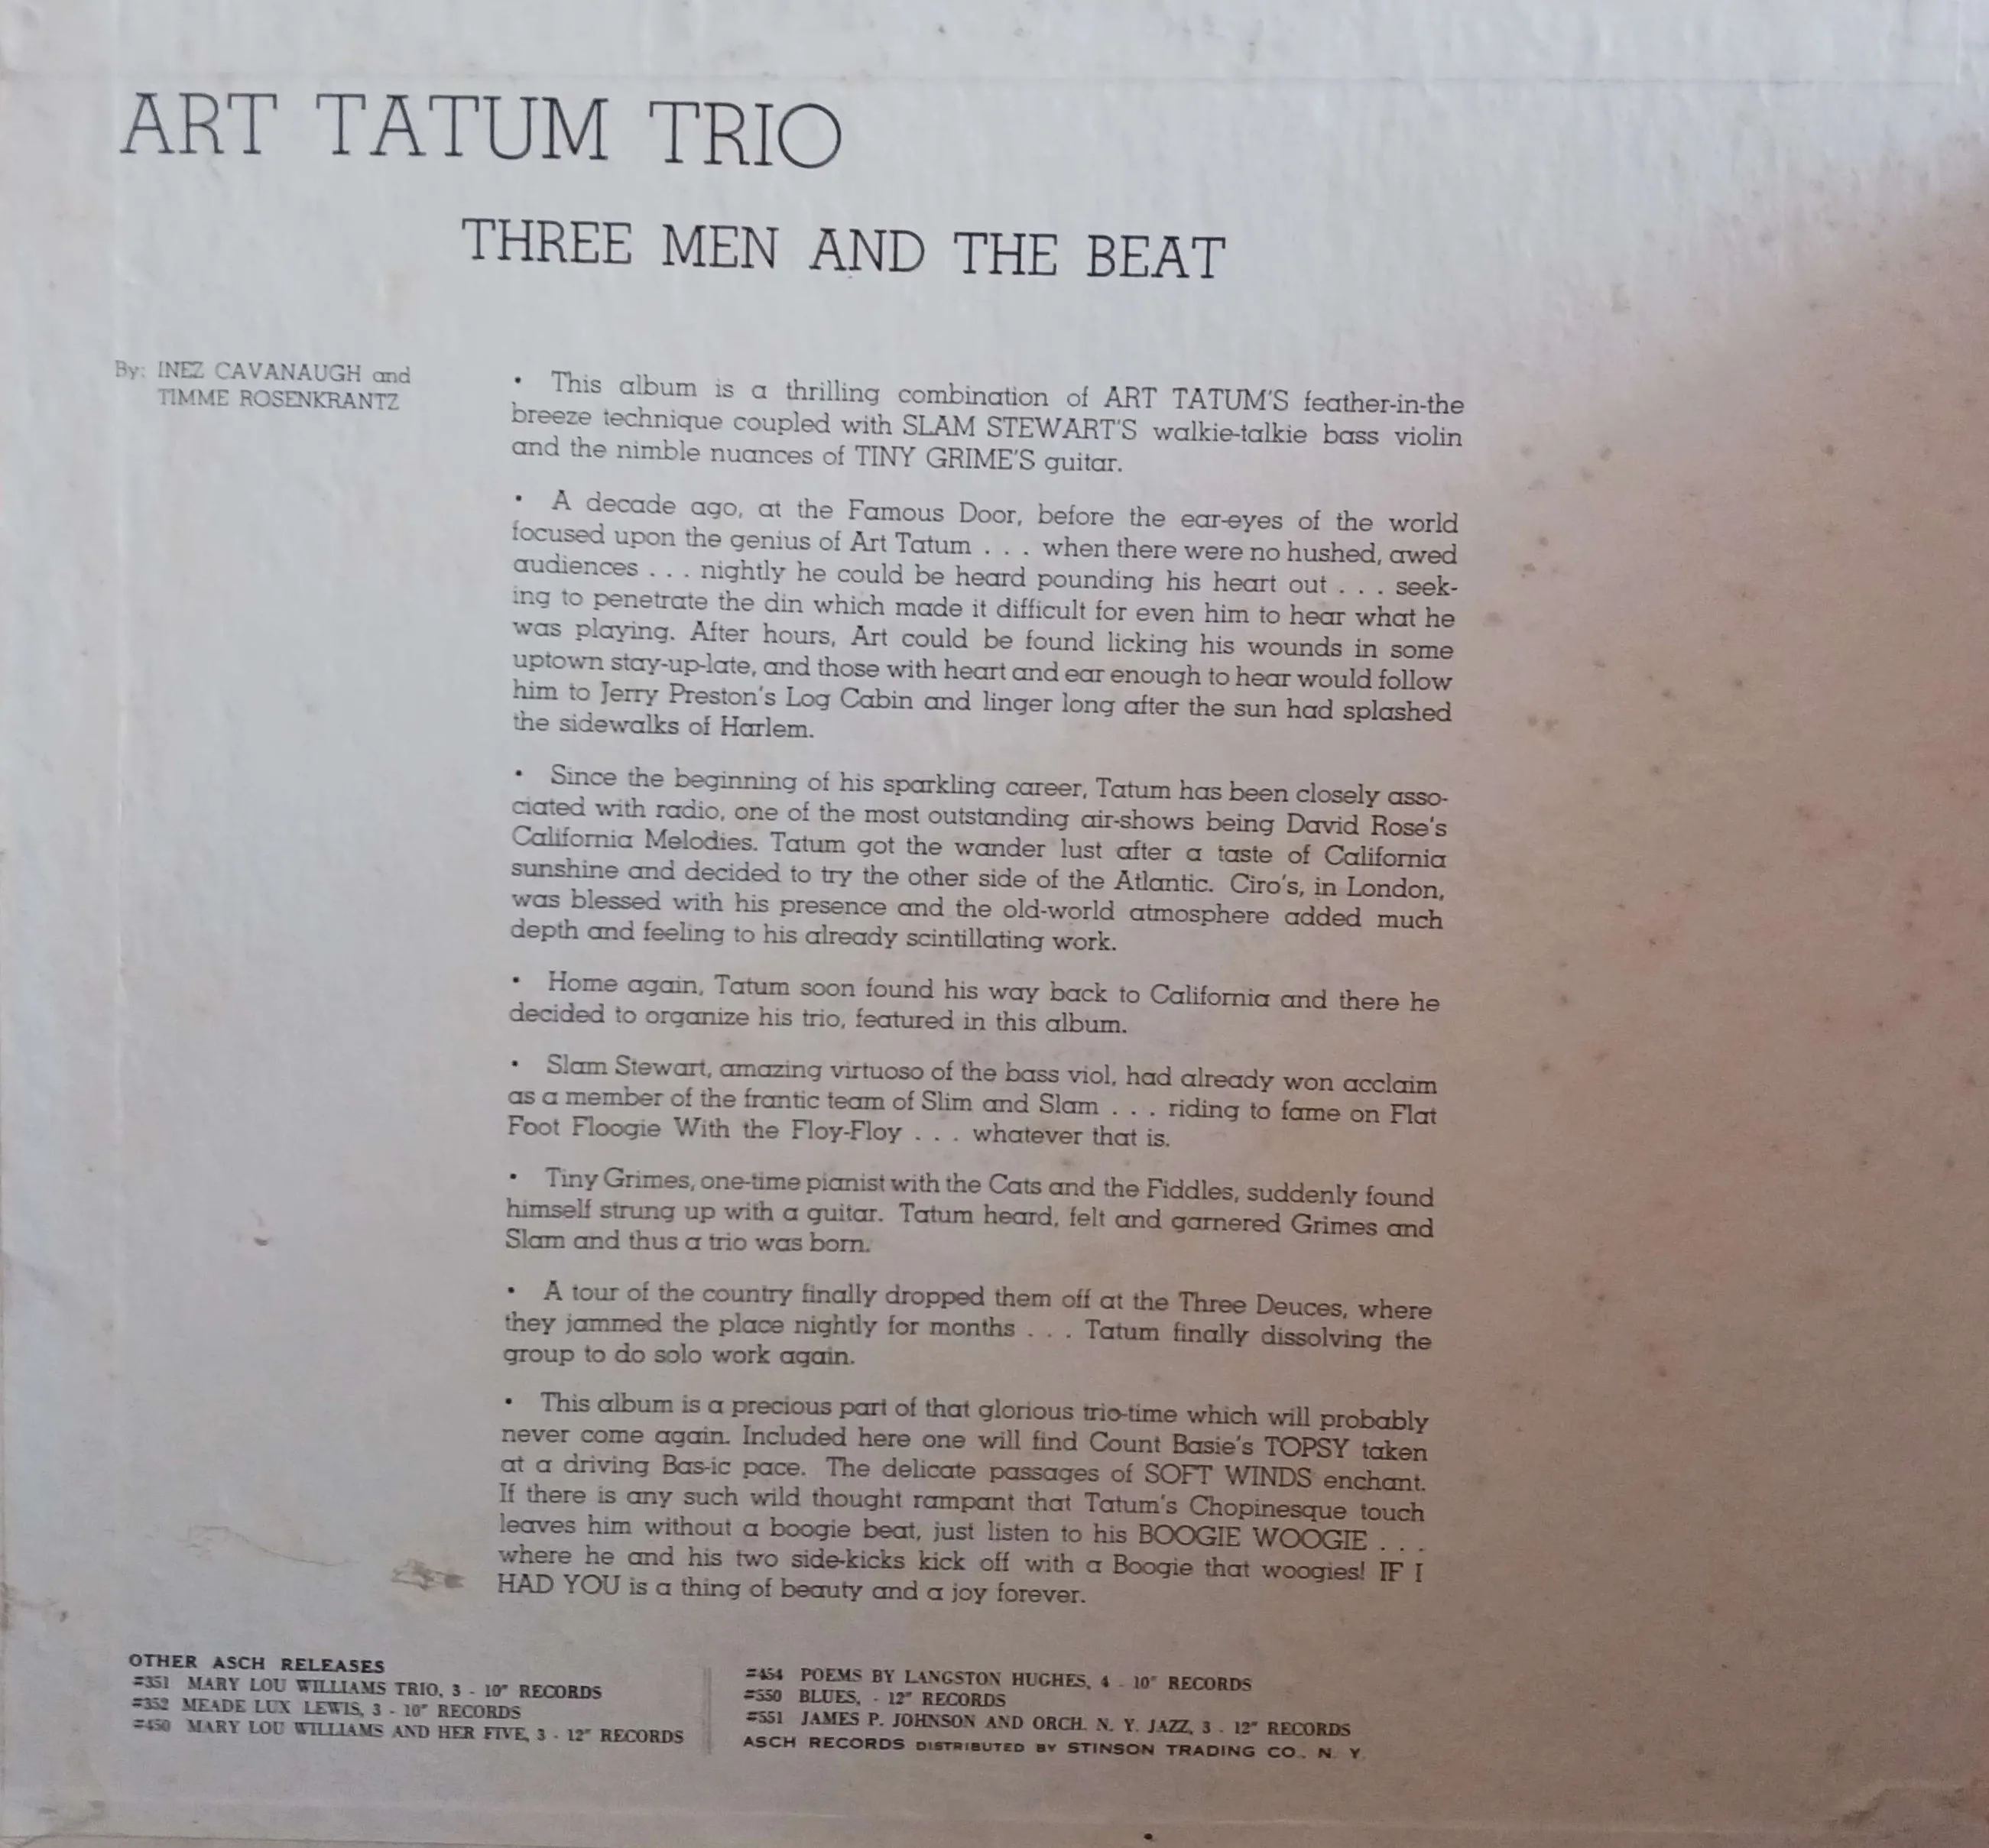 ART TATUM TRIO
THREE MEN AND THE BEAT
By: INEZ CAVANAUGH and
TIMME ROSENKRANTZ
• This album is a thrilling combination of ART TATUM'S feather-in-the
breeze technique coupled with SLAM STEWART'S walkie-talkie bass violin
and the nimble nuances of TINY GRIME'S guitar.
• A decade ago, at the Famous Door, before the ear-eyes of the world
focused upon the genius of Art Tatum . . . when there were no hushed, awed
audiences . . . nightly he could be heard pounding his heart out . . . seek-
ing to penetrate the din which made it difficult for even him to hear what he
was playing. After hours, Art could be found licking his wounds in some
uptown stay-up-late, and those with heart and ear enough to hear would follow
him to Jerry Preston's Log Cabin and linger long after the sun had splashed
the sidewalks of Harlem.
• Since the beginning of his sparkling career, Tatum has been closely asso-
ciated with radio, one of the most outstanding air-shows being David Rose's
California Melodies. Tatum got the wander lust after a taste of California
sunshine and decided to try the other side of the Atlantic. Ciro's, in London,
was blessed with his presence and the old-world atmosphere added much
depth and feeling to his already scintillating work.
• Home again, Tatum soon found his way back to California and there he
decided to organize his trio, featured in this album.
• Slam Stewart, amazing virtuoso of the bass viol, had already won acclaim
as a member of the frantic team of Slim and Slam . . . riding to fame on Flat
Foot Floogie With the Floy-Floy . . . whatever that is.
• Tiny Grimes, one-time pianist with the Cats and the Fiddles, suddenly found
himself strung up with a guitar. Tatum heard, felt and garnered Grimes and
Slam and thus a trio was born.
• A tour of the country finally dropped them off at the Three Deuces, where
they jammed the place nightly for months . . . Tatum finally dissolving the
group to do solo work again.
• This album is a precious part of that glorious trio-time which will probably
never come again. Included here one will find Count Basie's TOPSY taken
at a driving Bas-ic pace. The delicate passages of SOFT WINDS enchant.
If there is any such wild thought rampant that Tatum's Chopinesque touch
leaves him without a boogie beat, just listen to his BOOGIE WOOGIE . . .
where he and his two side-kicks kick off with a Boogie that woogies! IF I
HAD YOU is a thing of beauty and a joy forever.
OTHER ASCH RELEASES
#351 MARY LOU WILLIAMS TRIO, 3 - 10" RECORDS
#352 MEADE LUX LEWIS, 3 - 10" RECORDS
#450 MARY LOU WILLIAMS AND HER FIVE, 3 - 12" RECORDS
#454 POEMS BY LANGSTON HUGHES, 4 - 10" RECORDS
#550 BLUES, - 12" RECORDS
#551 JAMES P. JOHNSON AND ORCH. N. Y. JAZZ, 3 - 12" RECORDS
ASCH RECORDS DISTRIBUTED BY STINSON TRADING CO., N. Y.